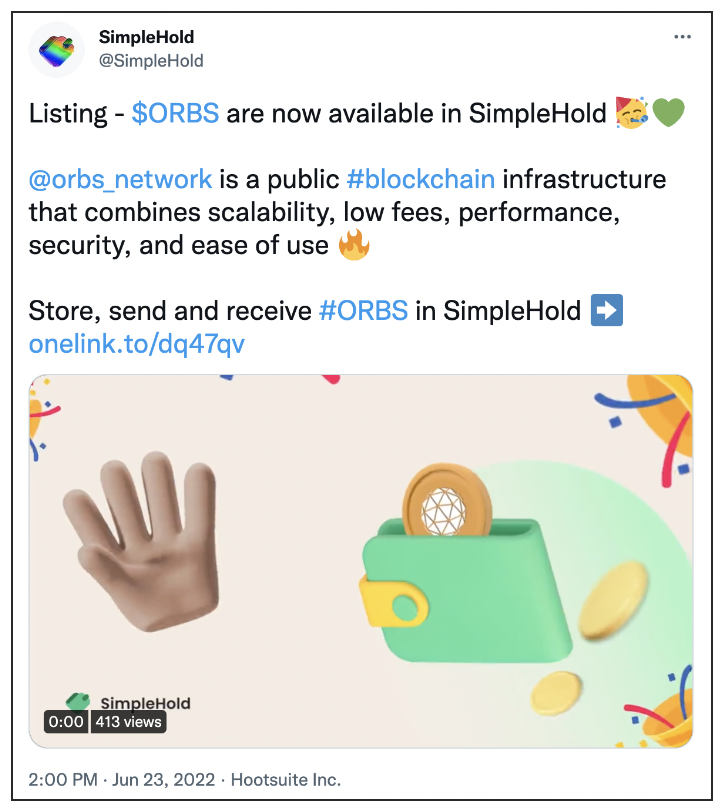 SimpleHold
@SimpleHold
Listing - $ORBS are now available in SimpleHold 🥳💚
@orbs_network is a public #blockchain infrastructure
that combines scalability, low fees, performance,
security, and ease of use 🔥
Store, send and receive #ORBS in SimpleHold ➡️
onelink.to/dq47qv
SimpleHold
0:00 413 views
2:00 PM · Jun 23, 2022 · Hootsuite Inc.